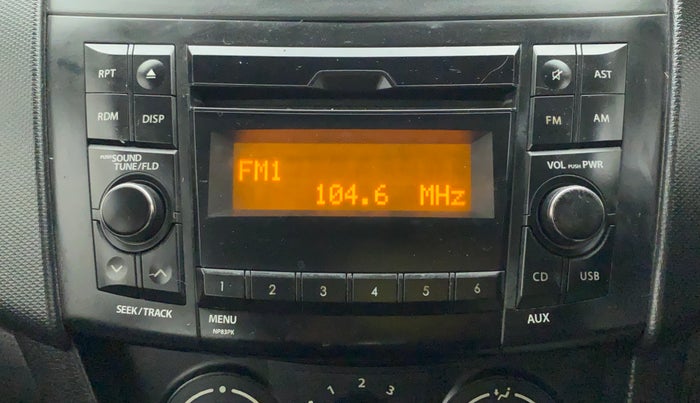 RPT
AST
RDM
DISP
FM
AM
PUSH SOUND
TUNE/FLD
VOL PUSH PWR
FM1
104.6 MHz
1 2 3 4 5 6
CD
USB
SEEK/TRACK
MENU
NP83PK
AUX
1 2 3